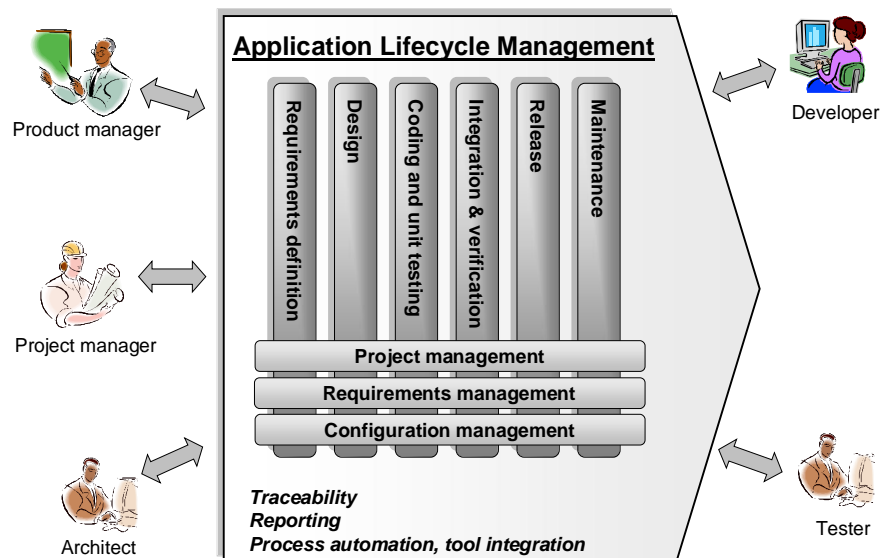 Application Lifecycle Management
Product manager
Project manager
Architect
Requirements definition
Design
Coding and unit testing
Integration & verification
Release
Maintenance
Project management
Requirements management
Configuration management
Traceability
Reporting
Process automation, tool integration
Developer
Tester